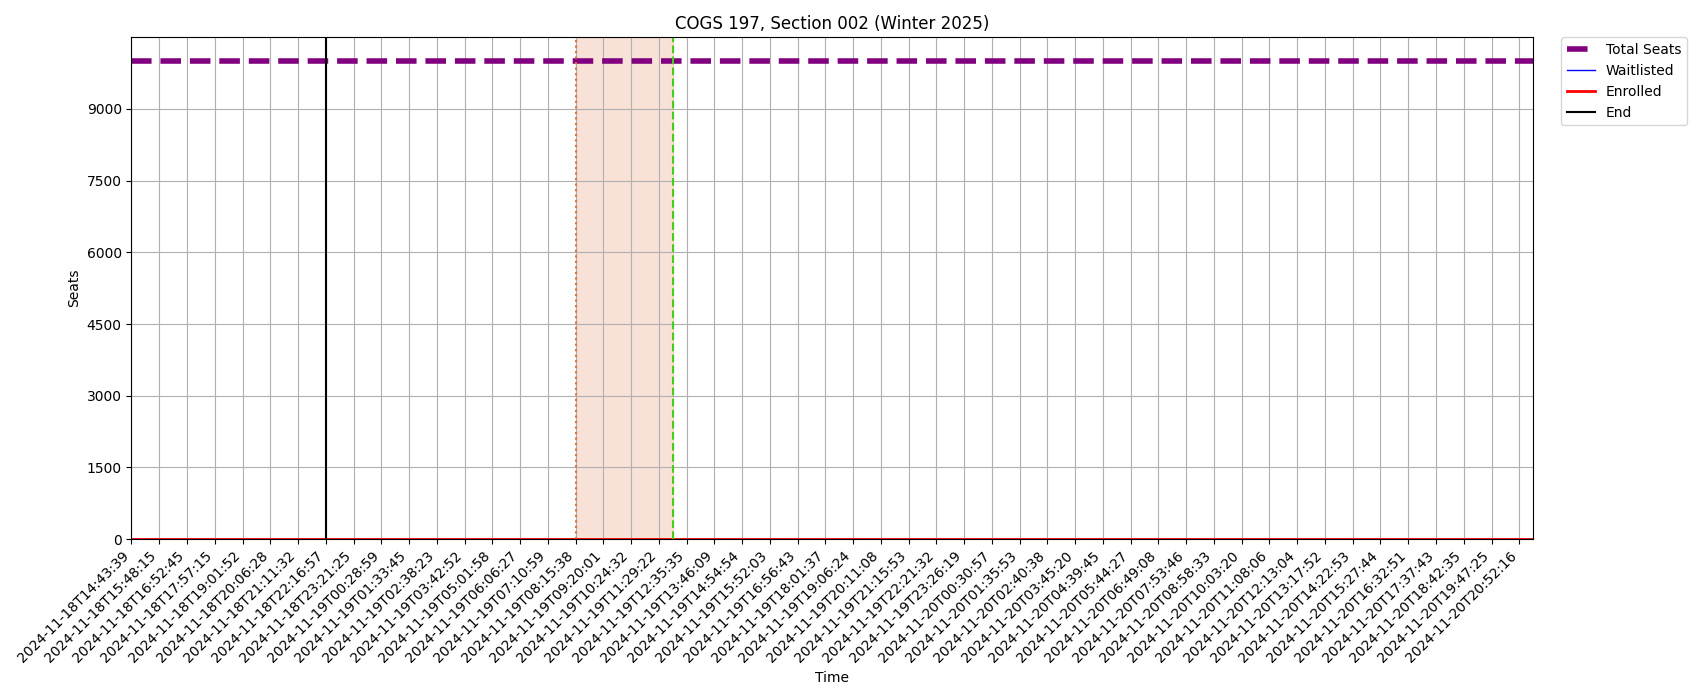 COGS 197, Section 002 (Winter 2025)
Total Seats
Waitlisted
Enrolled
End
Seats
9000
7500
6000
4500
3000
1500
0
2024-11-18T14:43:39
2024-11-18T15:48:15
2024-11-18T16:52:45
2024-11-18T17:57:15
2024-11-18T19:01:52
2024-11-18T20:06:28
2024-11-18T21:11:32
2024-11-18T22:16:57
2024-11-18T23:21:25
2024-11-19T00:28:59
2024-11-19T01:33:45
2024-11-19T02:38:23
2024-11-19T03:42:52
2024-11-19T05:01:58
2024-11-19T06:06:27
2024-11-19T07:10:59
2024-11-19T08:15:38
2024-11-19T09:20:01
2024-11-19T10:24:32
2024-11-19T11:29:22
2024-11-19T12:35:35
2024-11-19T13:46:09
2024-11-19T14:54:54
2024-11-19T15:52:03
2024-11-19T16:56:43
2024-11-19T18:01:37
2024-11-19T19:06:24
2024-11-19T20:11:08
2024-11-19T21:15:53
2024-11-19T22:21:32
2024-11-19T23:26:19
2024-11-20T00:30:57
2024-11-20T01:35:53
2024-11-20T02:40:38
2024-11-20T03:45:20
2024-11-20T04:39:45
2024-11-20T05:44:27
2024-11-20T06:49:08
2024-11-20T07:53:46
2024-11-20T08:58:33
2024-11-20T10:03:20
2024-11-20T11:08:06
2024-11-20T12:13:04
2024-11-20T13:17:52
2024-11-20T14:22:53
2024-11-20T15:27:44
2024-11-20T16:32:51
2024-11-20T17:37:43
2024-11-20T18:42:35
2024-11-20T19:47:25
2024-11-20T20:52:16
Time